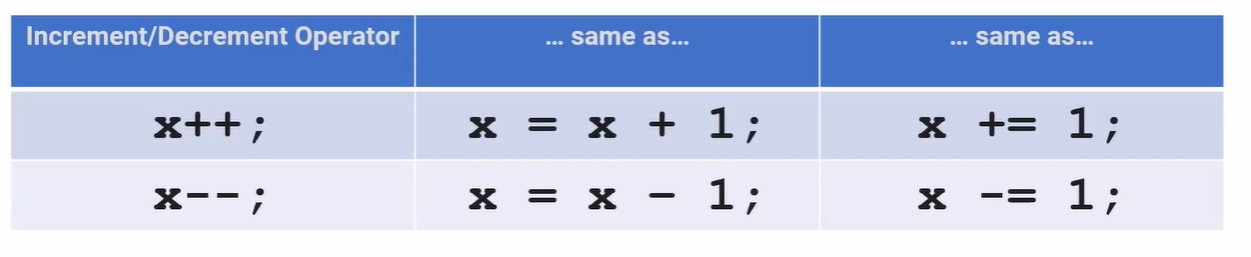 Increment/Decrement Operator … same as… … same as…
x++; x = x + 1; x += 1;
x--; x = x - 1; x -= 1;